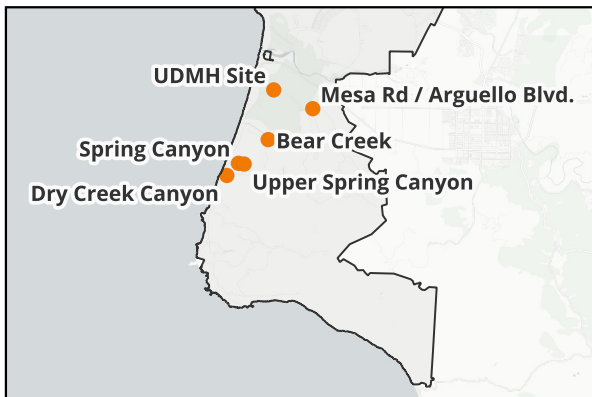 UDMH Site
Mesa Rd / Arguello Blvd.
Bear Creek
Spring Canyon
Upper Spring Canyon
Dry Creek Canyon